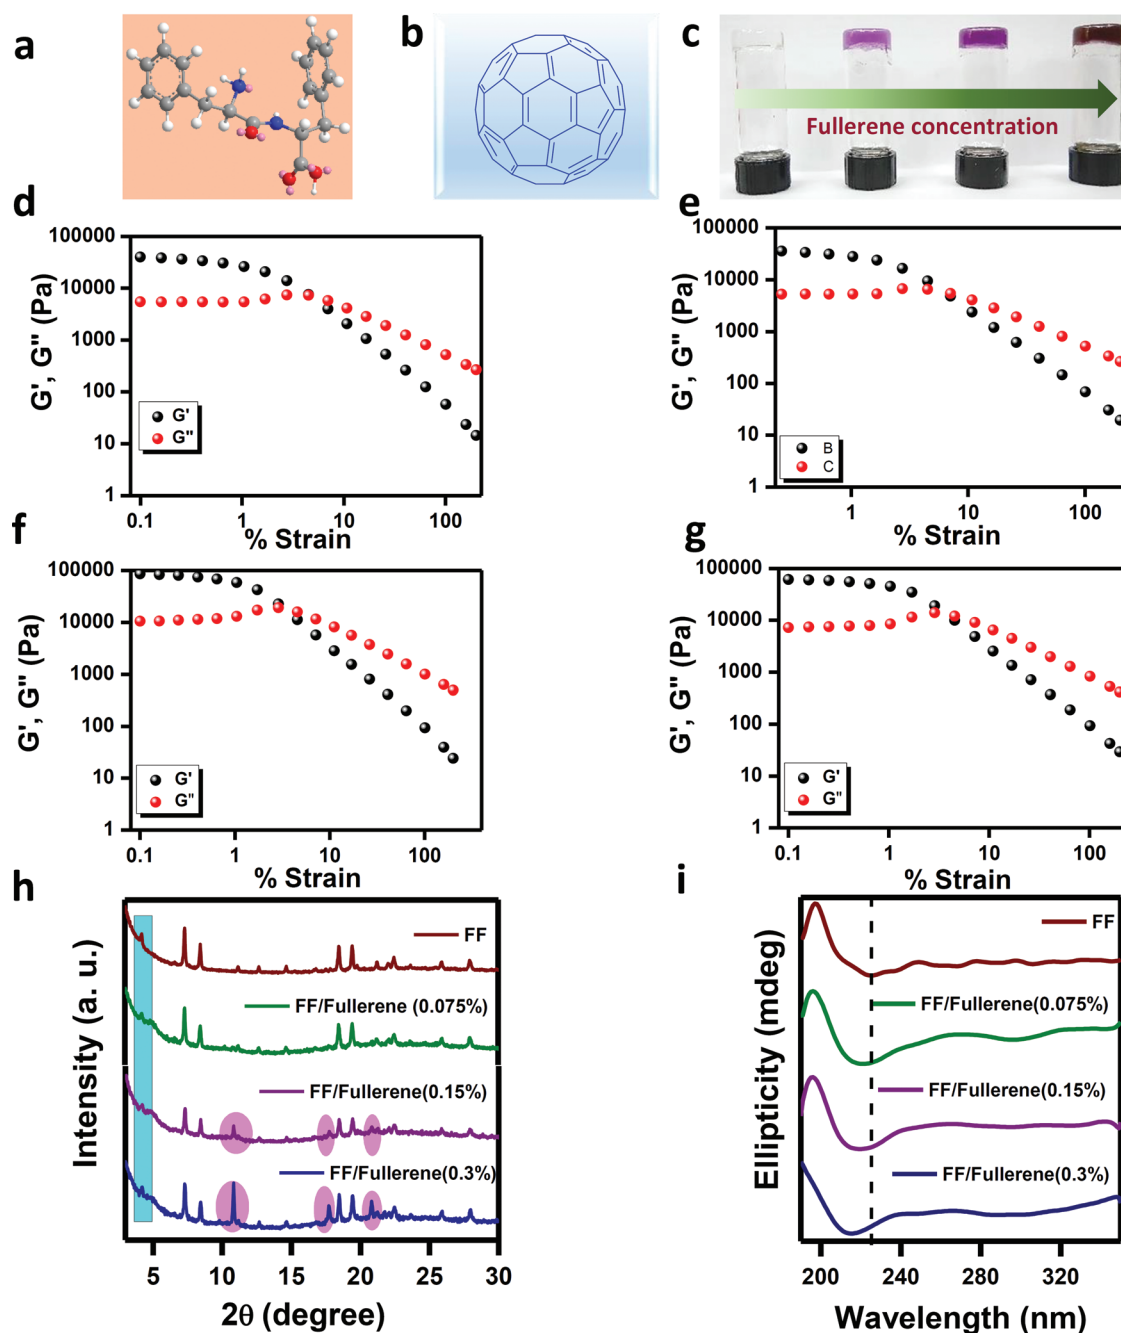 a
b
c
Fullerene concentration
d
G', G" (Pa)
100000
10000
1000
100
10
1
G'
G"
0.1 1 10 100
% Strain
e
G', G" (Pa)
100000
10000
1000
100
10
1
B
C
1 10 100
% Strain
f
G', G" (Pa)
100000
10000
1000
100
10
1
G'
G"
0.1 1 10 100
% Strain
g
G', G" (Pa)
100000
10000
1000
100
10
1
G'
G"
0.1 1 10 100
% Strain
h
Intensity (a. u.)
FF
FF/Fullerene (0.075%)
FF/Fullerene(0.15%)
FF/Fullerene(0.3%)
5 10 15 20 25 30
2θ (degree)
i
Ellipticity (mdeg)
FF
FF/Fullerene(0.075%)
FF/Fullerene(0.15%)
FF/Fullerene(0.3%)
200 240 280 320
Wavelength (nm)